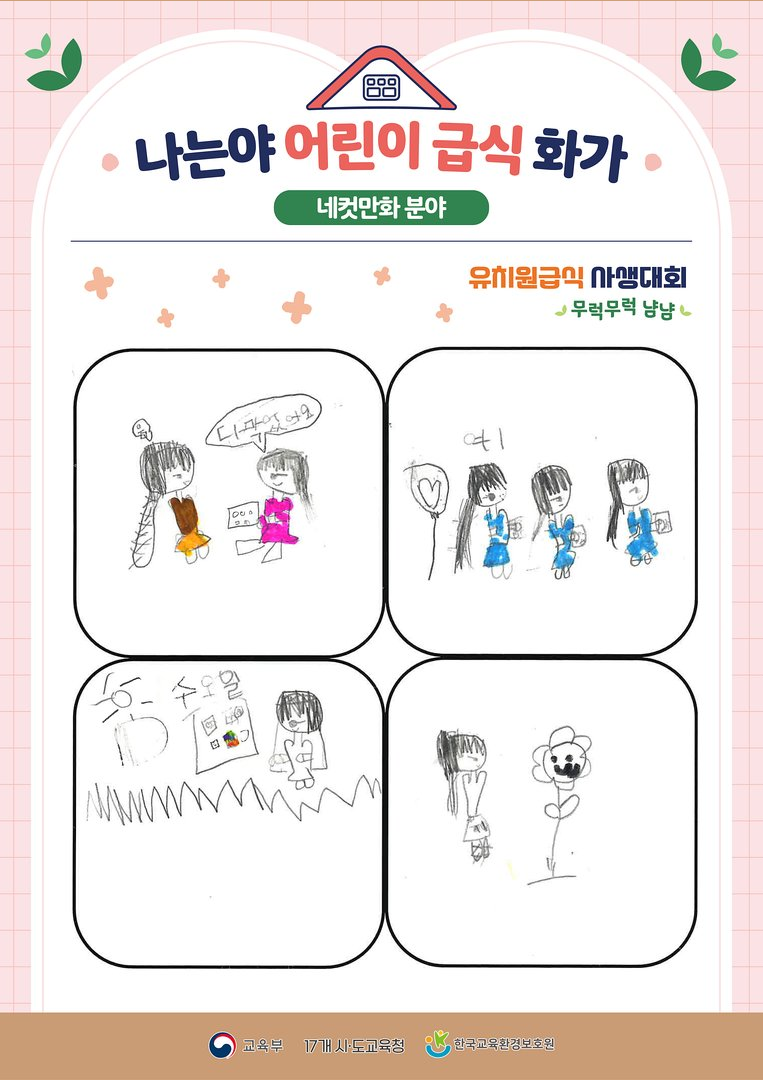 나는야 어린이 급식 화가
네컷만화 분야
유치원급식 사생대회
무럭무럭 냠냠
다 먹었어요
수요일
교육부
17개 시·도교육청
한국교육환경보호원